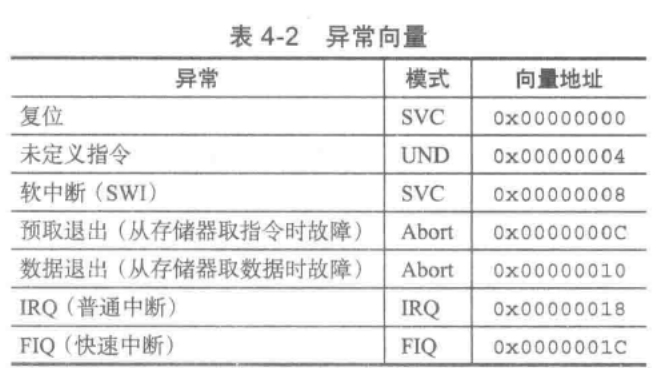 表 4-2 异常向量
异常 模式 向量地址
复位 SVC 0x00000000
未定义指令 UND 0x00000004
软中断（SWI） SVC 0x00000008
预取退出（从存储器取指令时故障） Abort 0x0000000C
数据退出（从存储器取数据时故障） Abort 0x00000010
IRQ（普通中断） IRQ 0x00000018
FIQ（快速中断） FIQ 0x0000001C